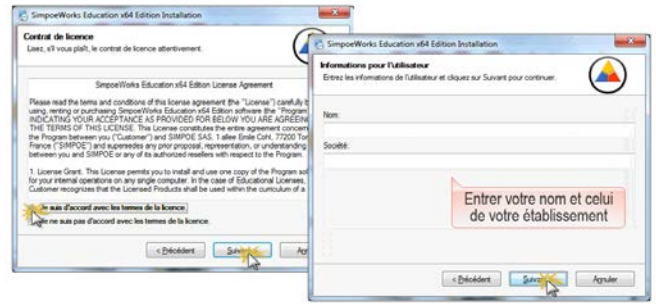 SimpoeWorks Education x64 Edition Installation
Contrat de licence
Lisez, s'il vous plaît, le contrat de licence attentivement.
SimpoeWorks Education x64 Edition License Agreement
Please read the terms and conditions of this license agreement (the "License") carefully b
using, renting or purchasing SimpoeWorks Education x64 Edition software (the "Program
INDICATING YOUR ACCEPTANCE AS PROVIDED FOR BELOW YOU ARE AGREEIN
THE TERMS OF THIS LICENSE. This License constitutes the entire agreement concern
the Program between you ("Customer") and SIMPOE SAS, 1 allee Emile Cohl, 77200 Tor
France ("SIMPOE") and supersedes any prior proposal, representation, or understanding
between you and SIMPOE or any of its authorized resellers with respect to the Program.
1. License Grant. This License permits you to install and use one copy of the Program sof
for your internal operations on any single computer. In the case of Educational Licenses,
Customer recognizes that the Licensed Products shall be used within the curriculum of a
Je suis d'accord avec les termes de la licence.
Je ne suis pas d'accord avec les termes de la licence.
< Précédent
Suiv
An
SimpoeWorks Education x64 Edition Installation
Informations pour l'utilisateur
Entrez les informations de l'utilisateur et cliquez sur Suivant pour continuer.
Nom:
Société:
Entrer votre nom et celui
de votre établissement
< Précédent
Suivan
Annuler